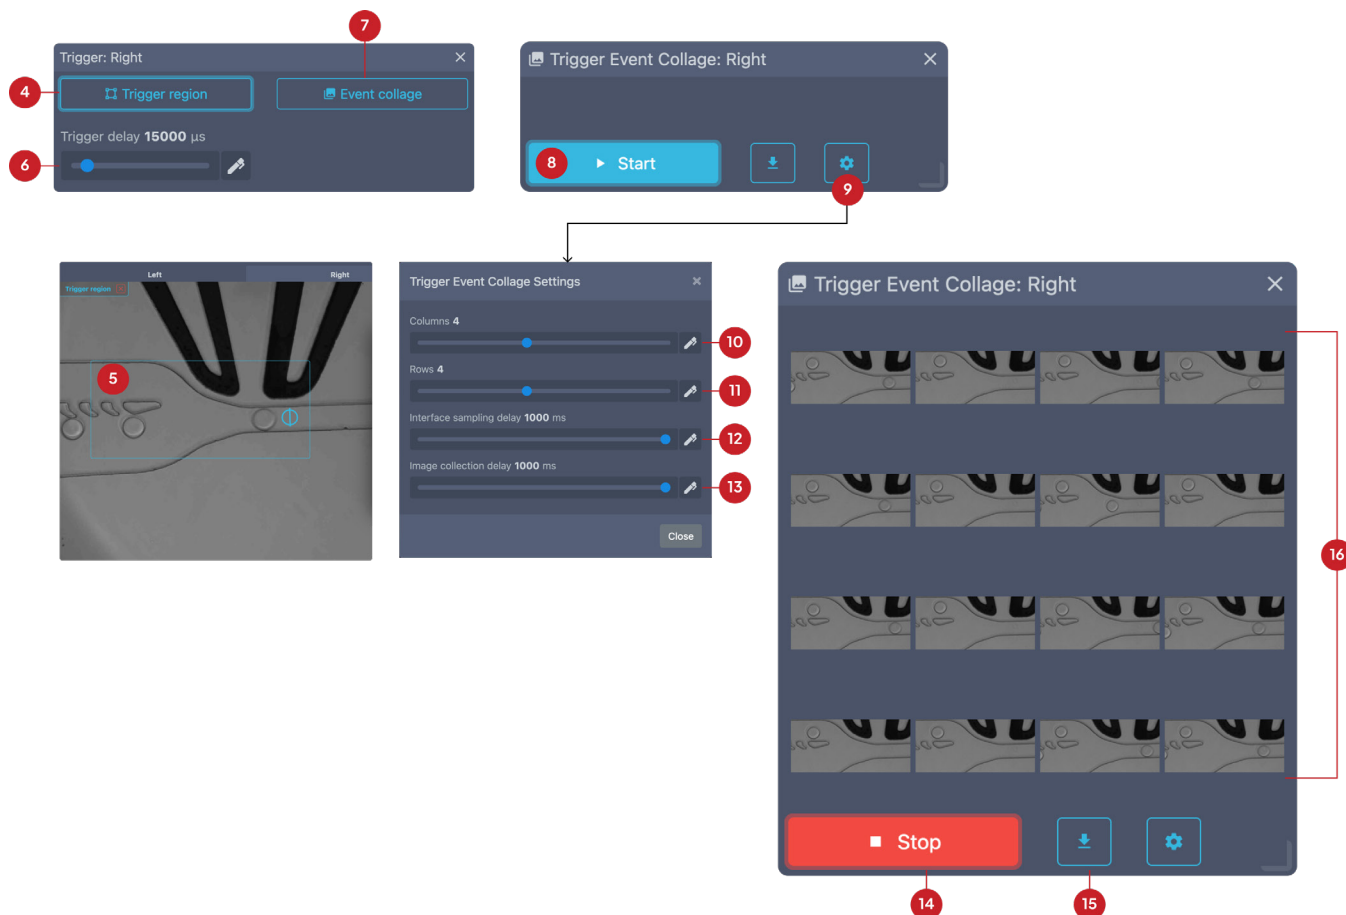 7
Trigger: Right
4
Trigger region
Event collage
Trigger delay 15000 µs
6
Trigger Event Collage: Right
8
Start
9
Left
Right
Trigger region
5
Trigger Event Collage Settings
Columns 4
10
Rows 4
11
Interface sampling delay 1000 ms
12
Image collection delay 1000 ms
13
Close
Trigger Event Collage: Right
16
Stop
14
15